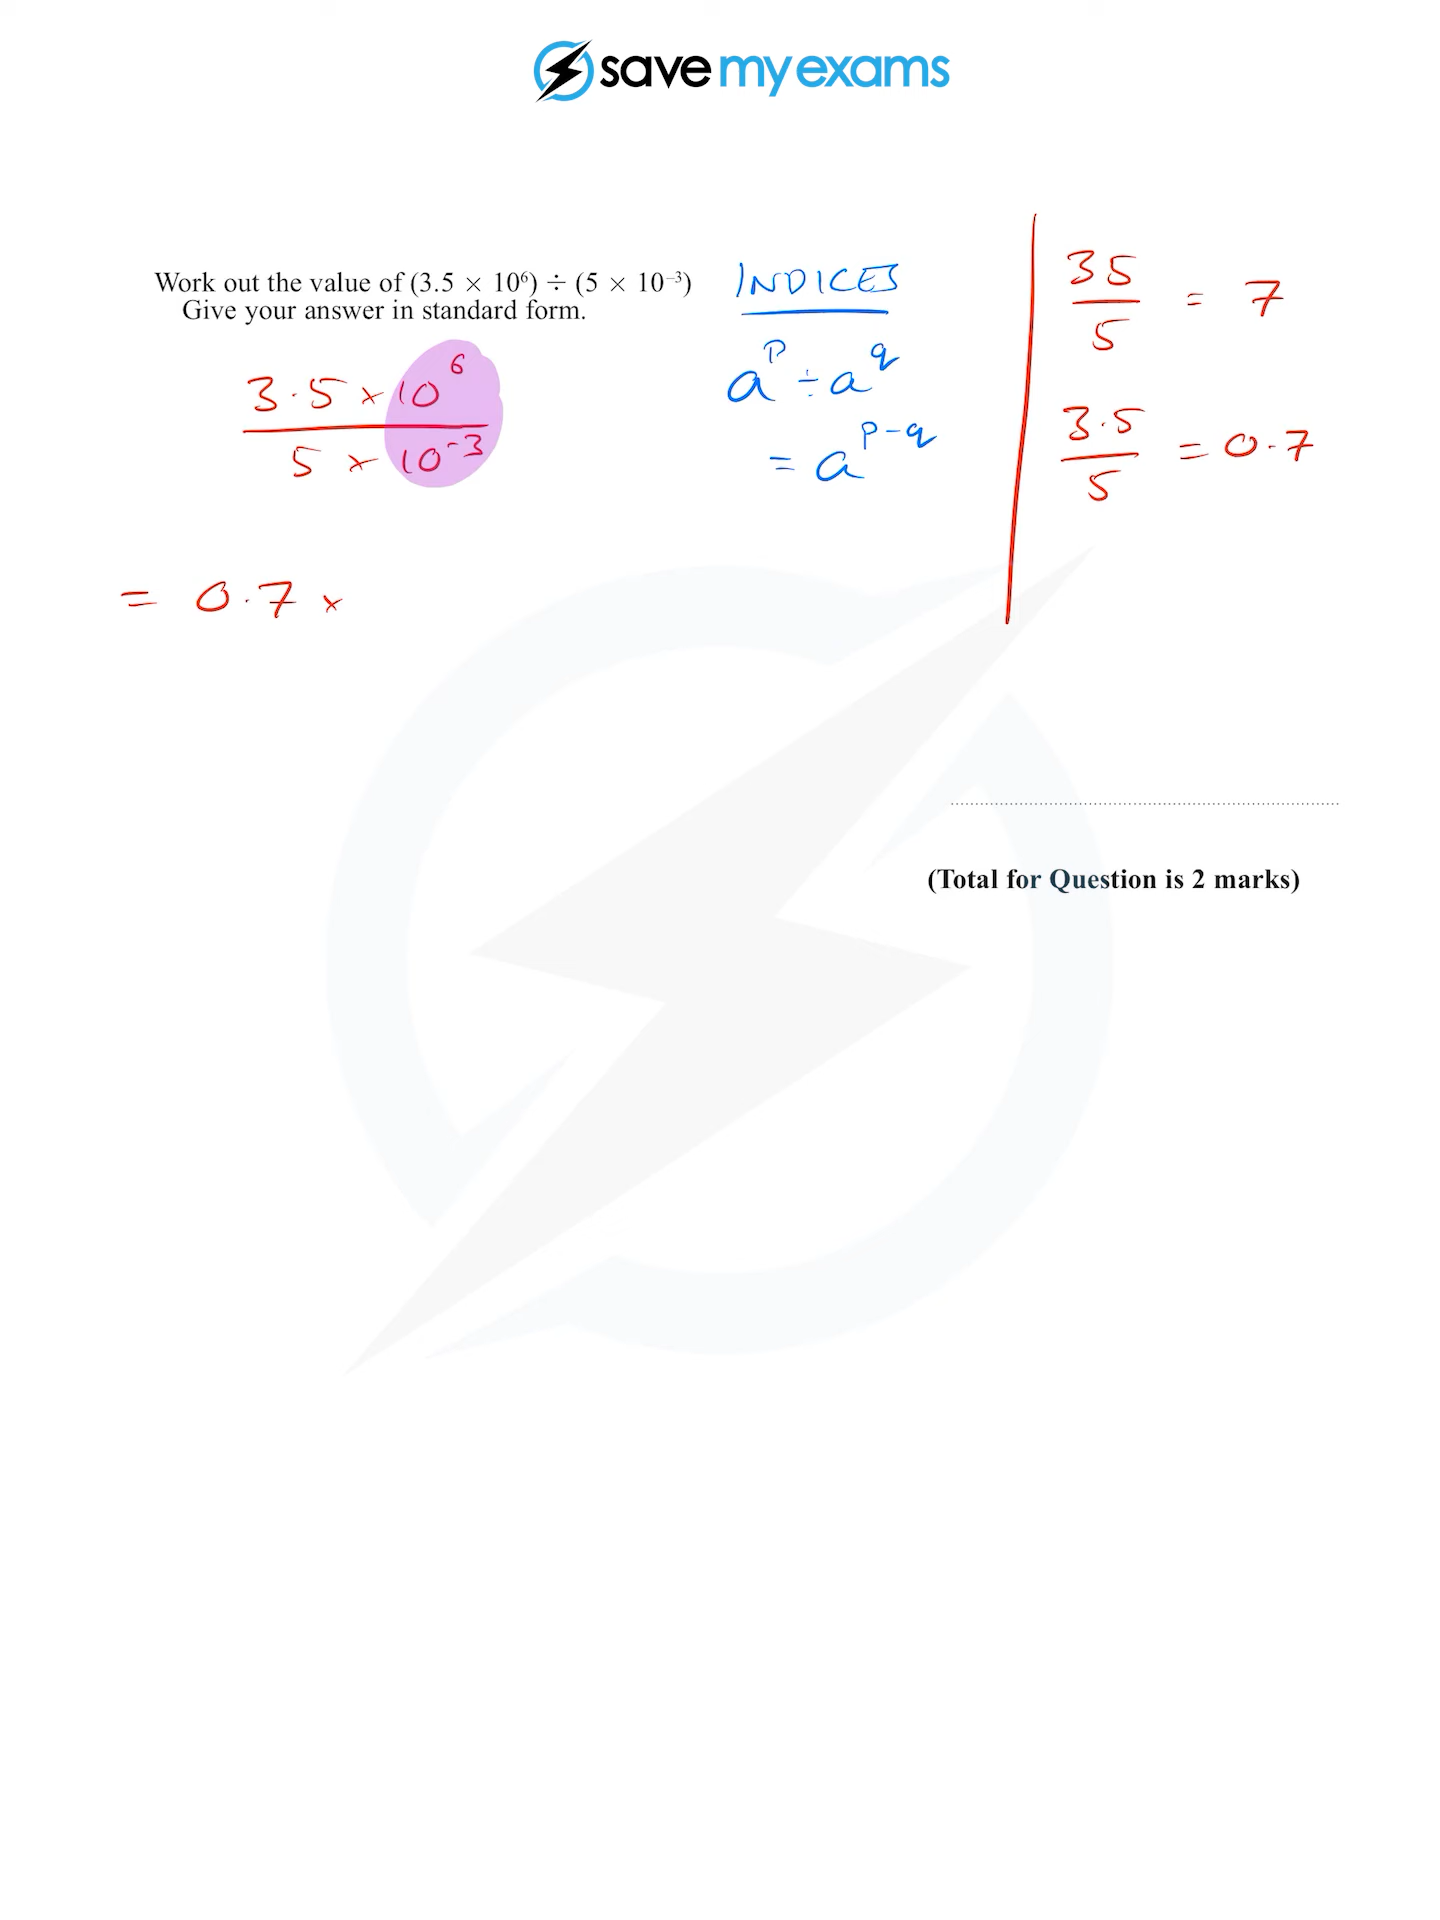 save my exams
Work out the value of (3.5 × 10⁶) ÷ (5 × 10⁻³)
Give your answer in standard form.
3.5 × 10⁶
5 × 10⁻³
= 0.7 ×
INDICES
aᵖ ÷ a^q
= a^(p-q)
35
5
= 7
3.5
5
= 0.7
(Total for Question is 2 marks)